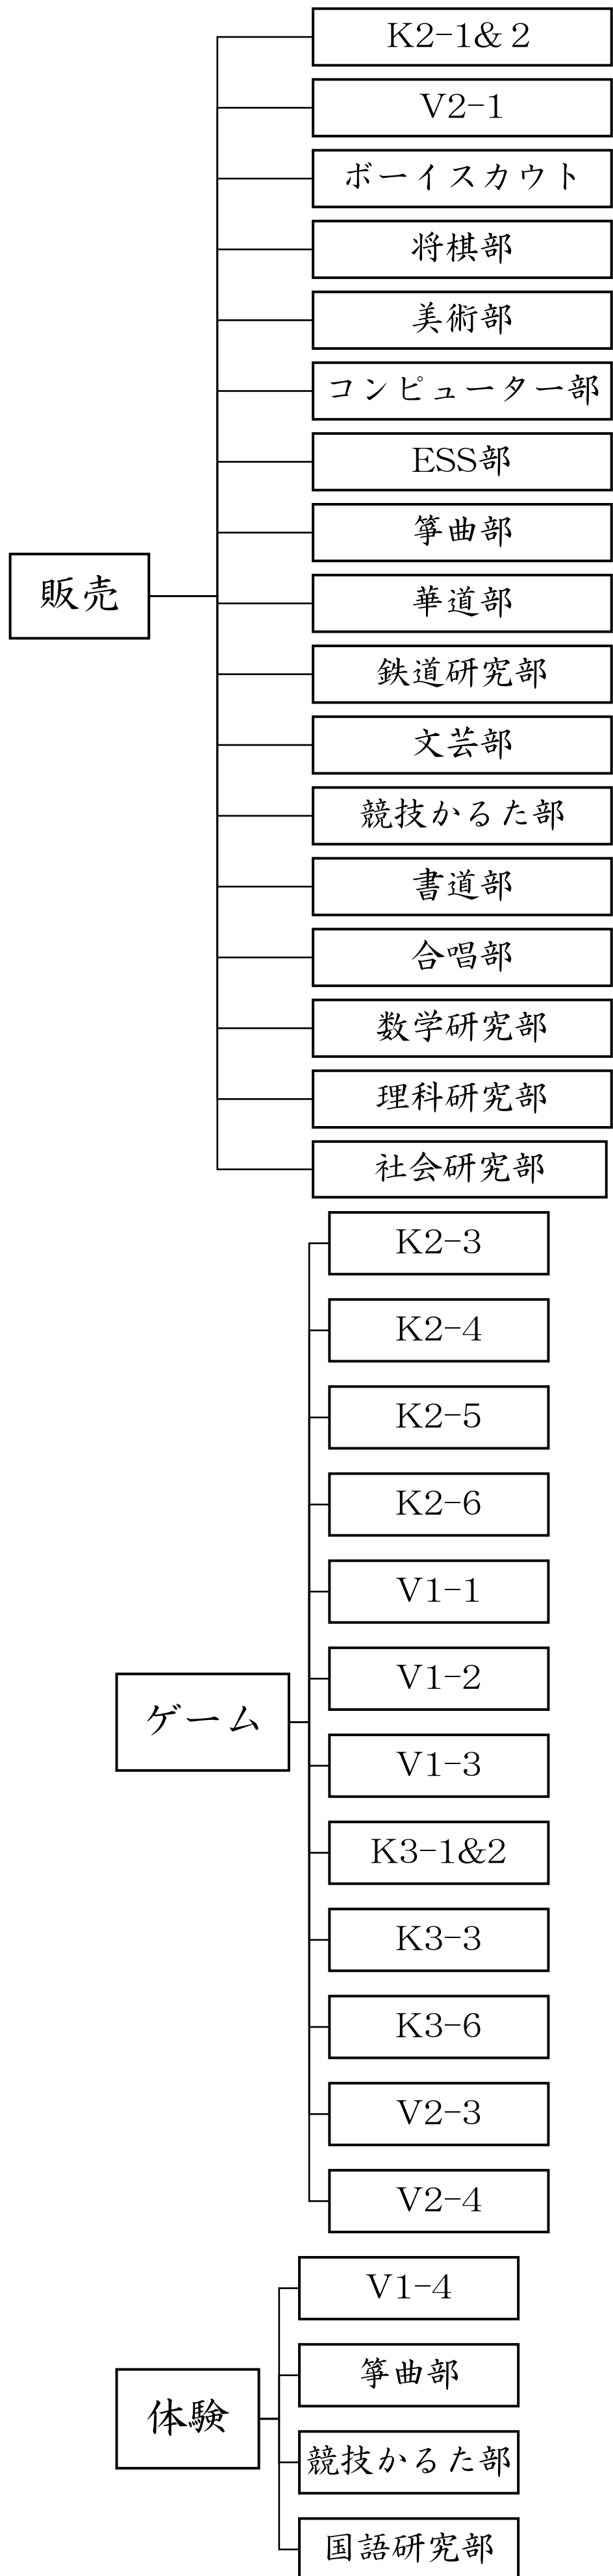 販売
K2-1& 2
V2-1
ボーイスカウト
将棋部
美術部
コンピューター部
ESS部
箏曲部
華道部
鉄道研究部
文芸部
競技かるた部
書道部
合唱部
数学研究部
理科研究部
社会研究部
ゲーム
K2-3
K2-4
K2-5
K2-6
V1-1
V1-2
V1-3
K3-1&2
K3-3
K3-6
V2-3
V2-4
体験
V1-4
箏曲部
競技かるた部
国語研究部